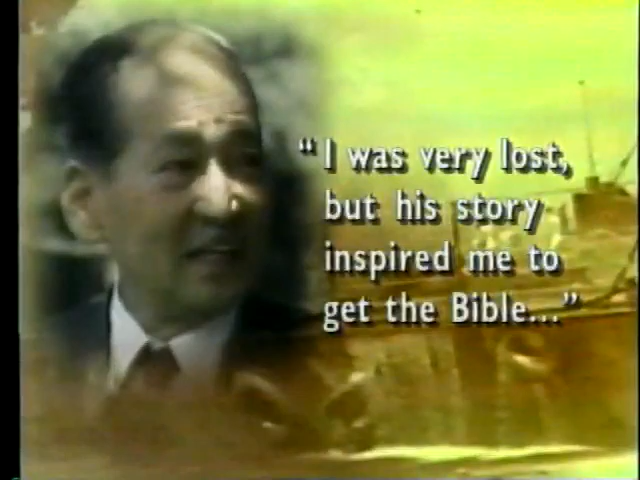 “I was very lost,
but his story
inspired me to
get the Bible...”